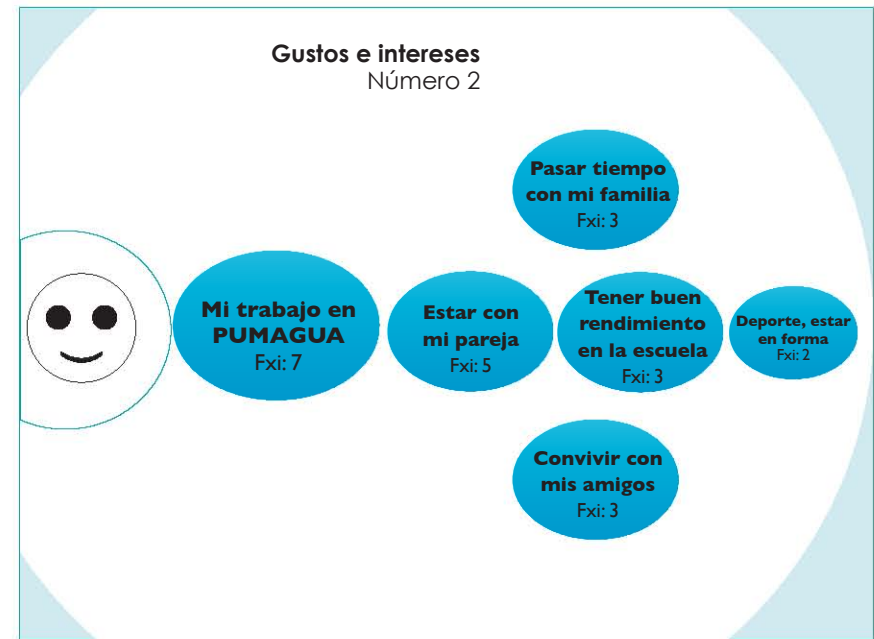 Gustos e intereses
Número 2
Pasar tiempo
con mi familia
Fxi: 3
Mi trabajo en
PUMAGUA
Fxi: 7
Estar con
mi pareja
Fxi: 5
Tener buen
rendimiento
en la escuela
Fxi: 3
Deporte, estar
en forma
Fxi: 2
Convivir con
mis amigos
Fxi: 3